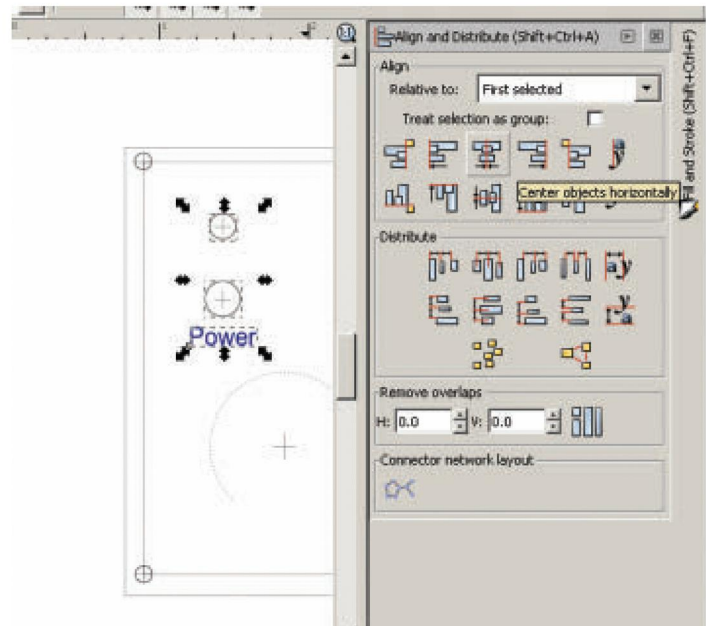 Align and Distribute (Shift+Ctrl+A)
Fill and Stroke (Shift+Ctrl+F)
Align
Relative to: First selected
Treat selection as group:
Center objects horizontally
Power
Distribute
Remove overlaps
H: 0.0 V: 0.0
Connector network layout